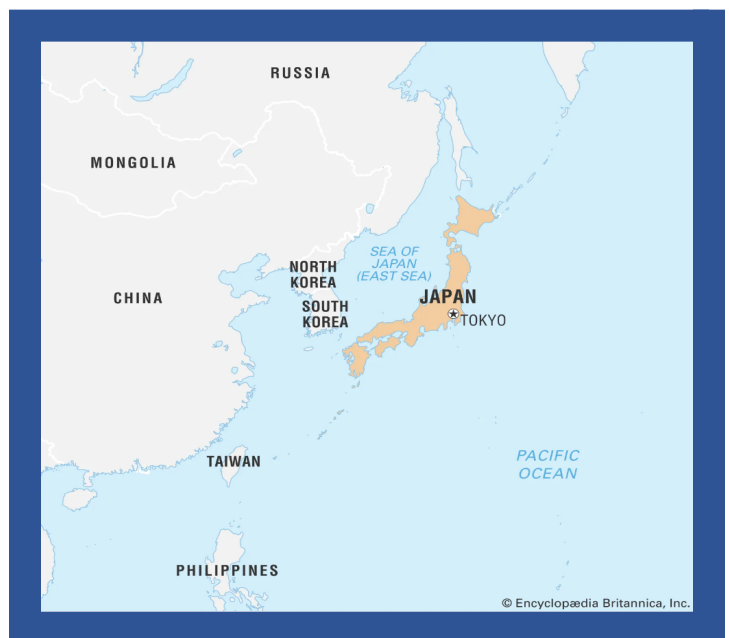 RUSSIA
MONGOLIA
SEA OF
JAPAN
(EAST SEA)
NORTH
KOREA
CHINA
JAPAN
SOUTH
KOREA
TOKYO
TAIWAN
PACIFIC
OCEAN
PHILIPPINES
© Encyclopædia Britannica, Inc.